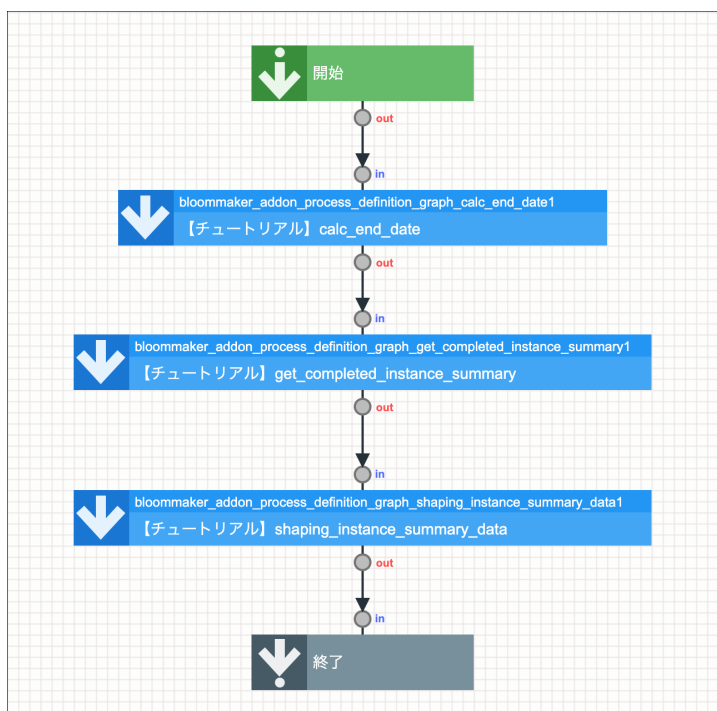 開始
out
in
bloommaker_addon_process_definition_graph_calc_end_date1
【チュートリアル】calc_end_date
out
in
bloommaker_addon_process_definition_graph_get_completed_instance_summary1
【チュートリアル】get_completed_instance_summary
out
in
bloommaker_addon_process_definition_graph_shaping_instance_summary_data1
【チュートリアル】shaping_instance_summary_data
out
in
終了